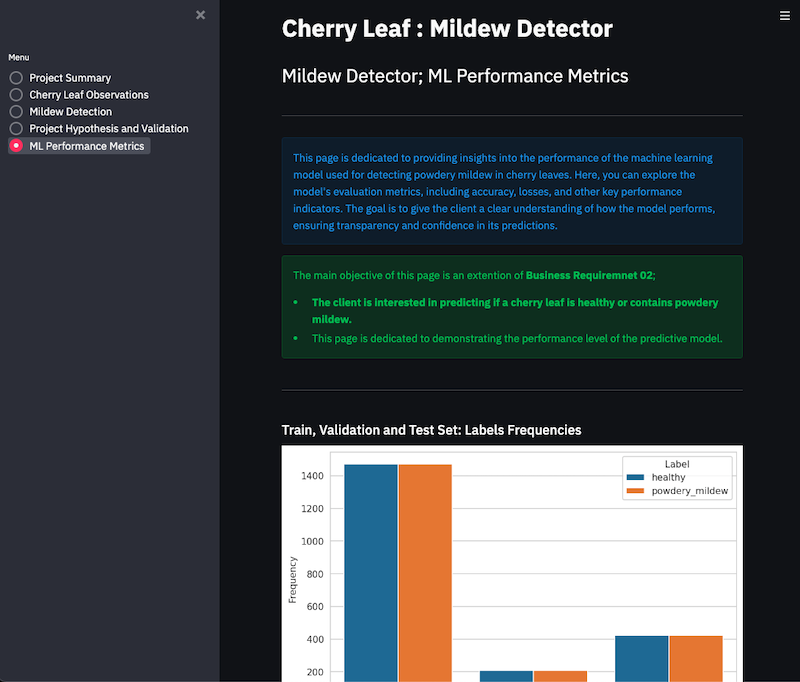 Menu
Project Summary
Cherry Leaf Observations
Mildew Detection
Project Hypothesis and Validation
ML Performance Metrics
Cherry Leaf : Mildew Detector
Mildew Detector; ML Performance Metrics
This page is dedicated to providing insights into the performance of the machine learning
model used for detecting powdery mildew in cherry leaves. Here, you can explore the
model's evaluation metrics, including accuracy, losses, and other key performance
indicators. The goal is to give the client a clear understanding of how the model performs,
ensuring transparency and confidence in its predictions.
The main objective of this page is an extention of Business Requiremnet 02;
• The client is interested in predicting if a cherry leaf is healthy or contains powdery
mildew.
• This page is dedicated to demonstrating the performance level of the predictive model.
Train, Validation and Test Set: Labels Frequencies
Label
healthy
powdery_mildew
Frequency
1400
1200
1000
800
600
400
200